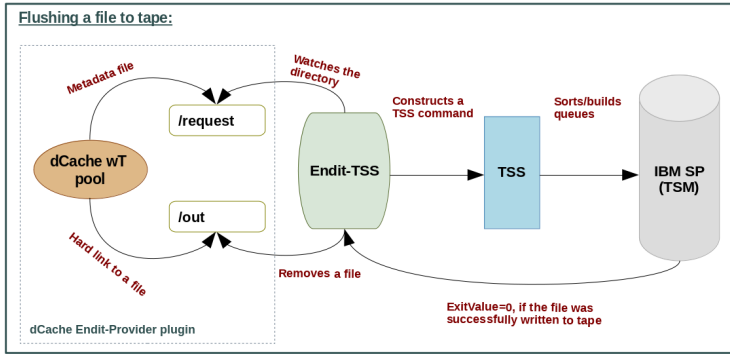 Flushing a file to tape:
Metadata file
Watches the
directory
/request
Constructs a
TSS command
Sorts/builds
queues
dCache wT
pool
Endit-TSS
TSS
IBM SP
(TSM)
/out
Hard link to a file
Removes a file
ExitValue=0, if the file was
successfully written to tape
dCache Endit-Provider plugin